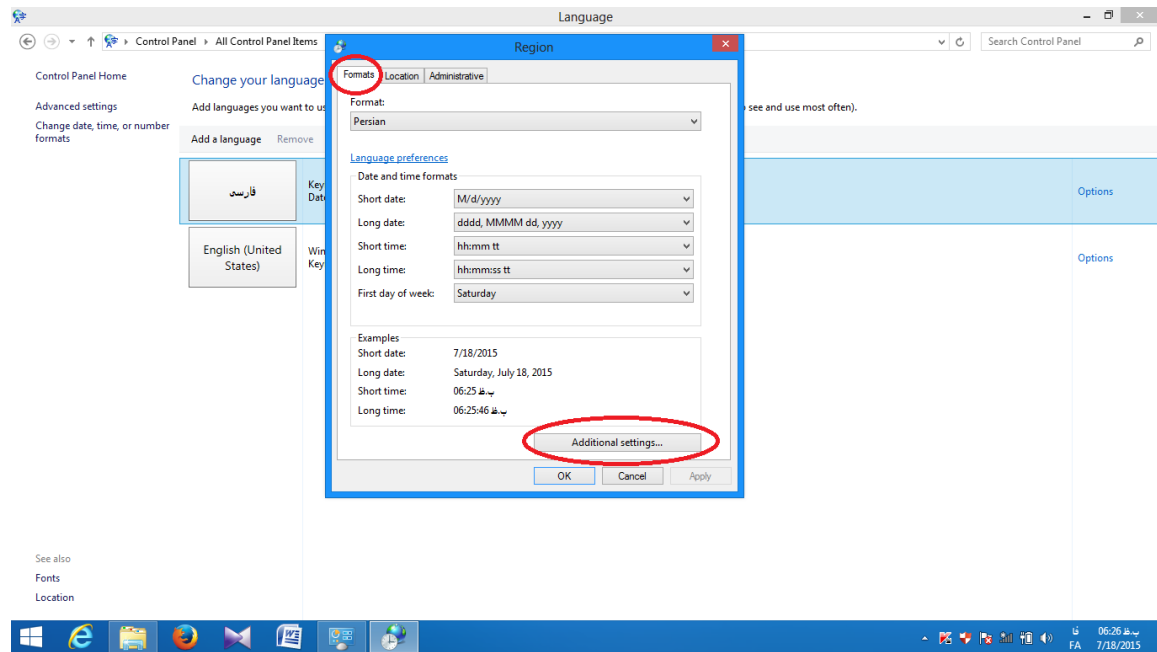 Language
Control Panel › All Control Panel Items
Search Control Panel
Control Panel Home
Advanced settings
Change date, time, or number
formats
Change your language
Add languages you want to us
see and use most often).
Add a language Remove
فارسی
Key
Date
Options
English (United
States)
Win
Key
Options
See also
Fonts
Location
Region
Formats Location Administrative
Format:
Persian
Language preferences
Date and time formats
Short date: M/d/yyyy
Long date: dddd, MMMM dd, yyyy
Short time: hh:mm tt
Long time: hh:mm:ss tt
First day of week: Saturday
Examples
Short date: 7/18/2015
Long date: Saturday, July 18, 2015
Short time: 06:25 ب.ظ
Long time: 06:25:46 ب.ظ
Additional settings...
OK Cancel Apply
فا 06:26 ب.ظ
FA 7/18/2015